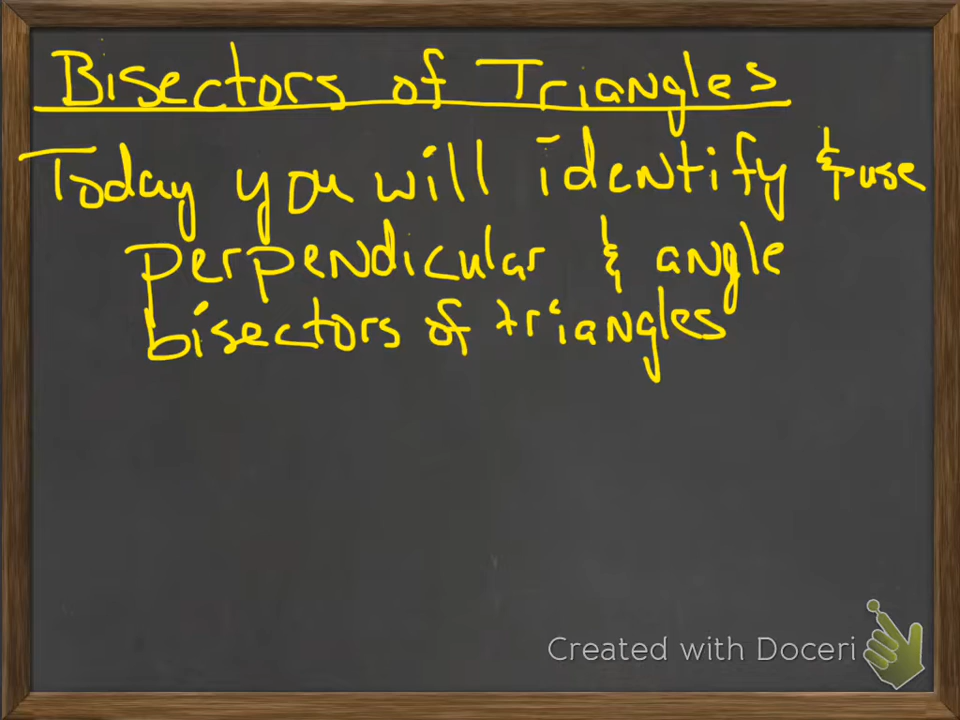 Bisectors of Triangles
Today you will identify & use
perpendicular & angle
bisectors of triangles
Created with Doceri